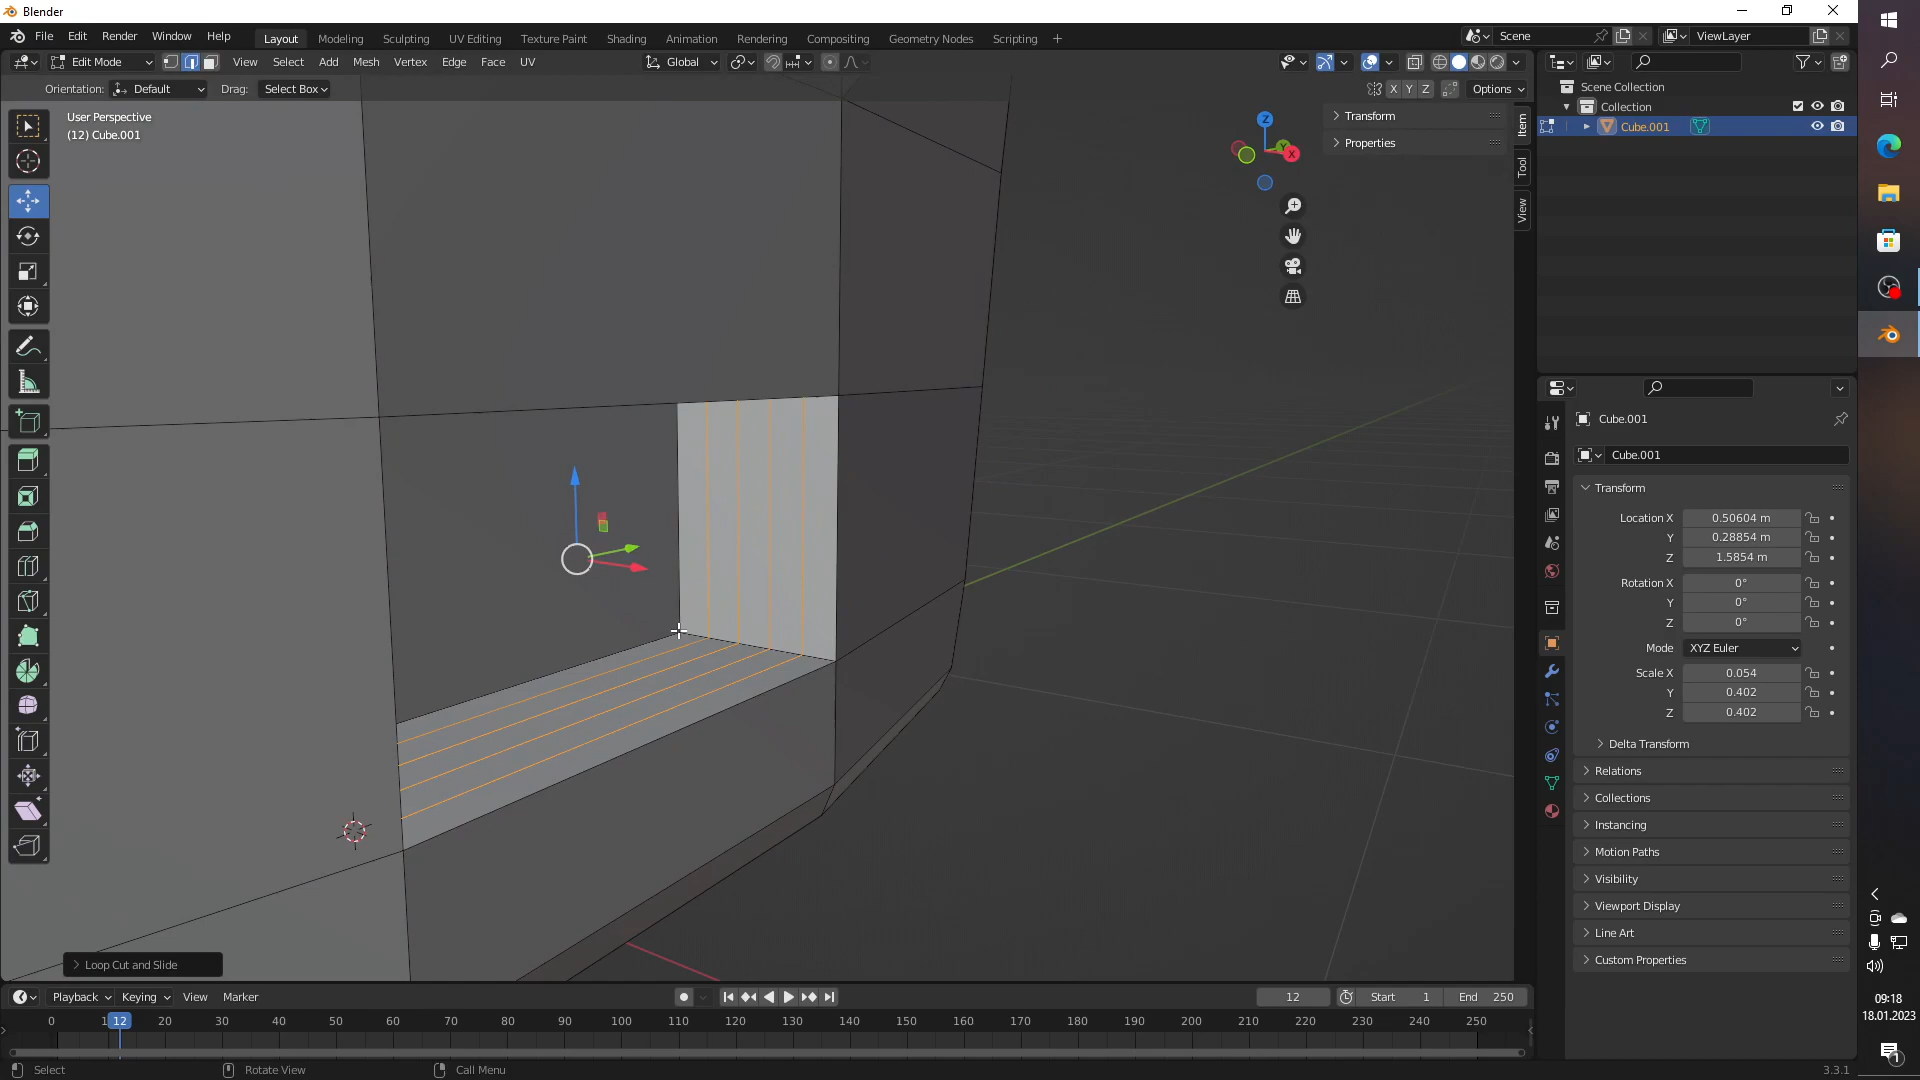 Blender
File Edit Render Window Help Layout Modeling Sculpting UV Editing Texture Paint Shading Animation Rendering Compositing Geometry Nodes Scripting + Scene ViewLayer
Edit Mode View Select Add Mesh Vertex Edge Face UV Global
Orientation: Default Drag: Select Box X Y Z Options
User Perspective
(12) Cube.001
Z
Y
X
Transform
Properties
Item
Tool
View
Scene Collection
Collection
Cube.001
Cube.001
Cube.001
Transform
Location X 0.50604 m
Y 0.28854 m
Z 1.5854 m
Rotation X 0°
Y 0°
Z 0°
Mode XYZ Euler
Scale X 0.054
Y 0.402
Z 0.402
Delta Transform
Relations
Collections
Instancing
Motion Paths
Visibility
Viewport Display
Line Art
Custom Properties
Loop Cut and Slide
Playback Keying View Marker 12 Start 1 End 250
0 1 12 20 30 40 50 60 70 80 90 100 110 120 130 140 150 160 170 180 190 200 210 220 230 240 250
Select Rotate View Call Menu 3.3.1
09:18
18.01.2023
1